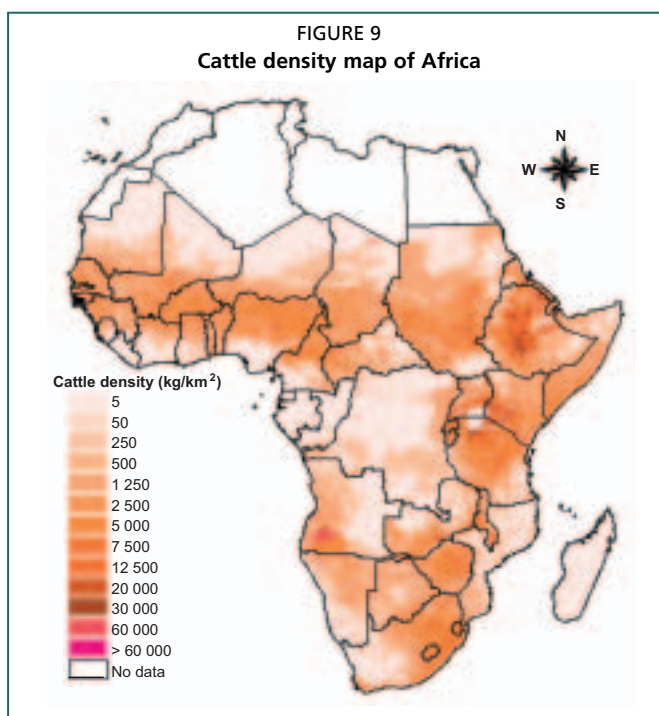 FIGURE 9
Cattle density map of Africa
N
W E
S
Cattle density (kg/km²)
5
50
250
500
1 250
2 500
5 000
7 500
12 500
20 000
30 000
60 000
> 60 000
No data